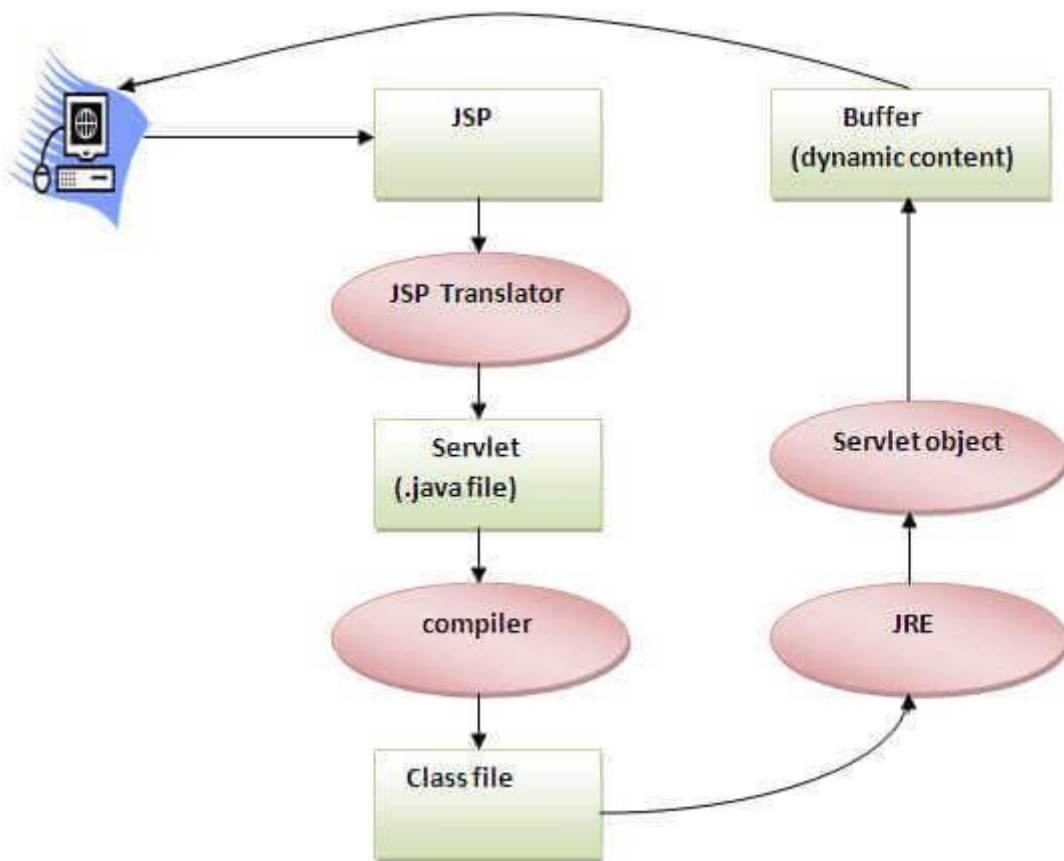 JSP
JSP Translator
Servlet
(.java file)
compiler
Class file
JRE
Servlet object
Buffer
(dynamic content)